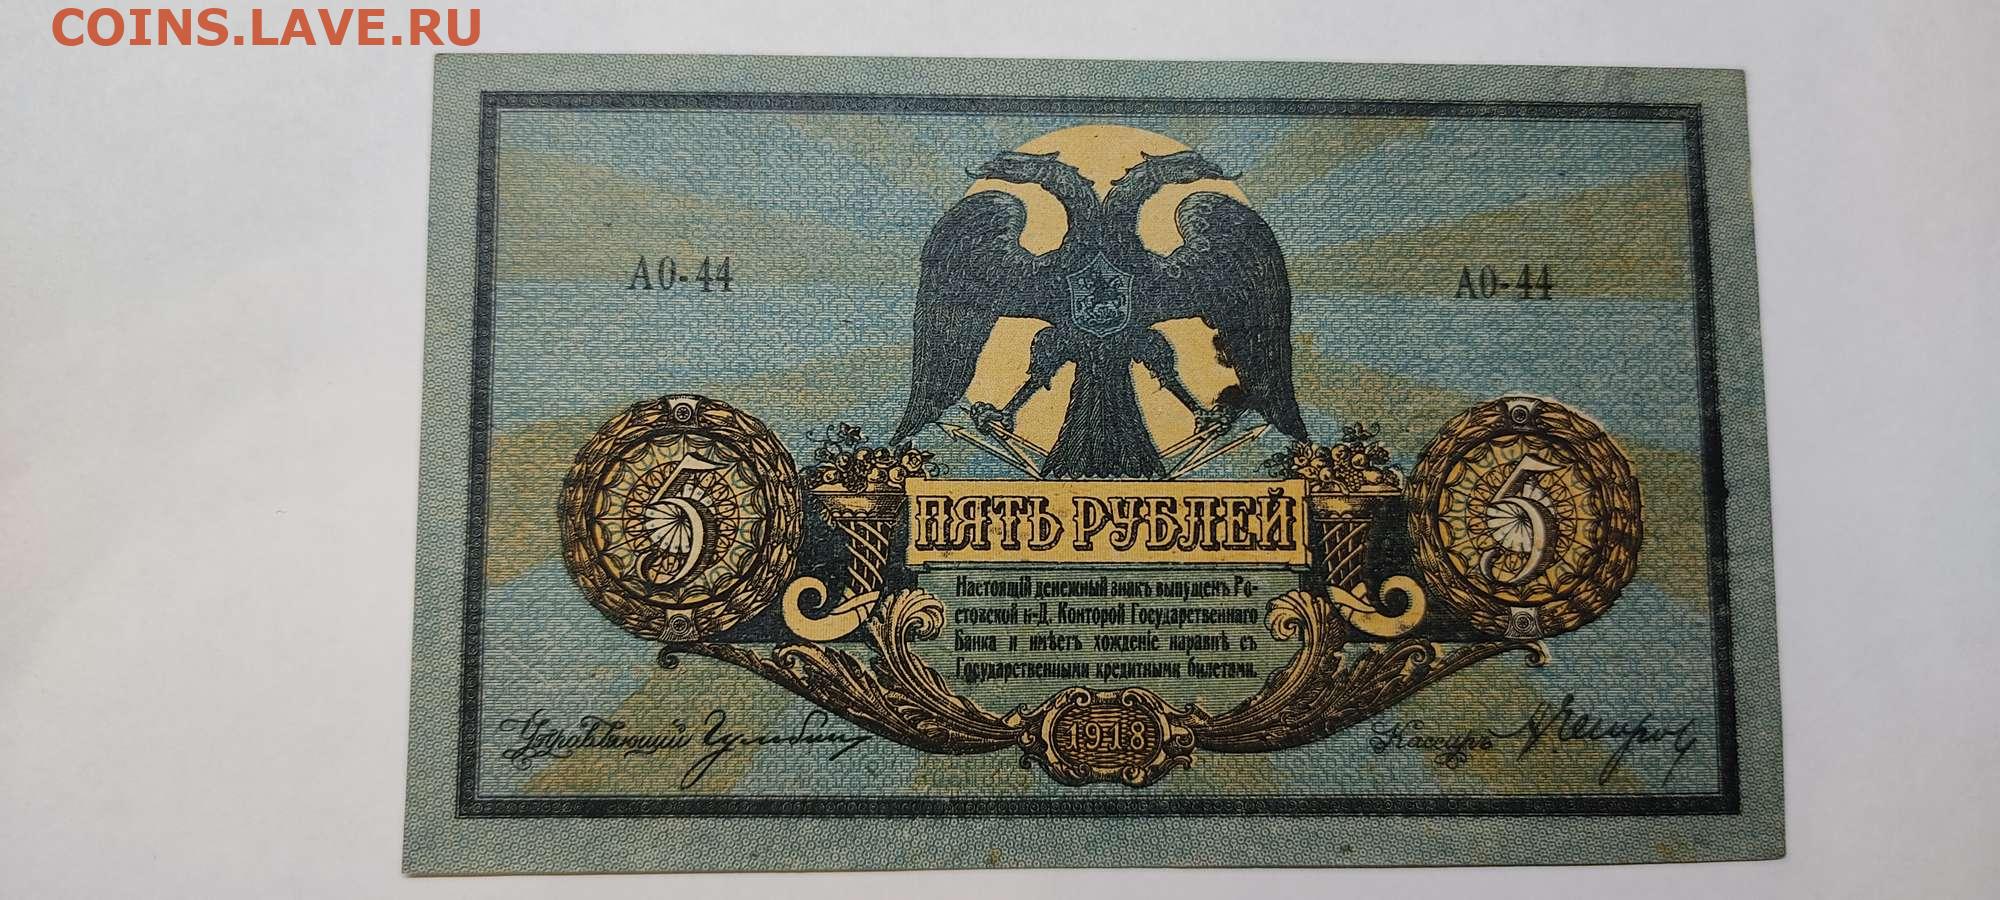 COINS.LAVE.RU
АО-44 АО-44
5 5
ПЯТЬ РУБЛЕЙ
Настоящій денежный знакъ выпущенъ Ро-
стовской н-Д. Конторой Государственнаго
Банка и имѣетъ хожденіе наравнѣ съ
Государственными кредитными билетами.
Управляющий Кассиръ
1918